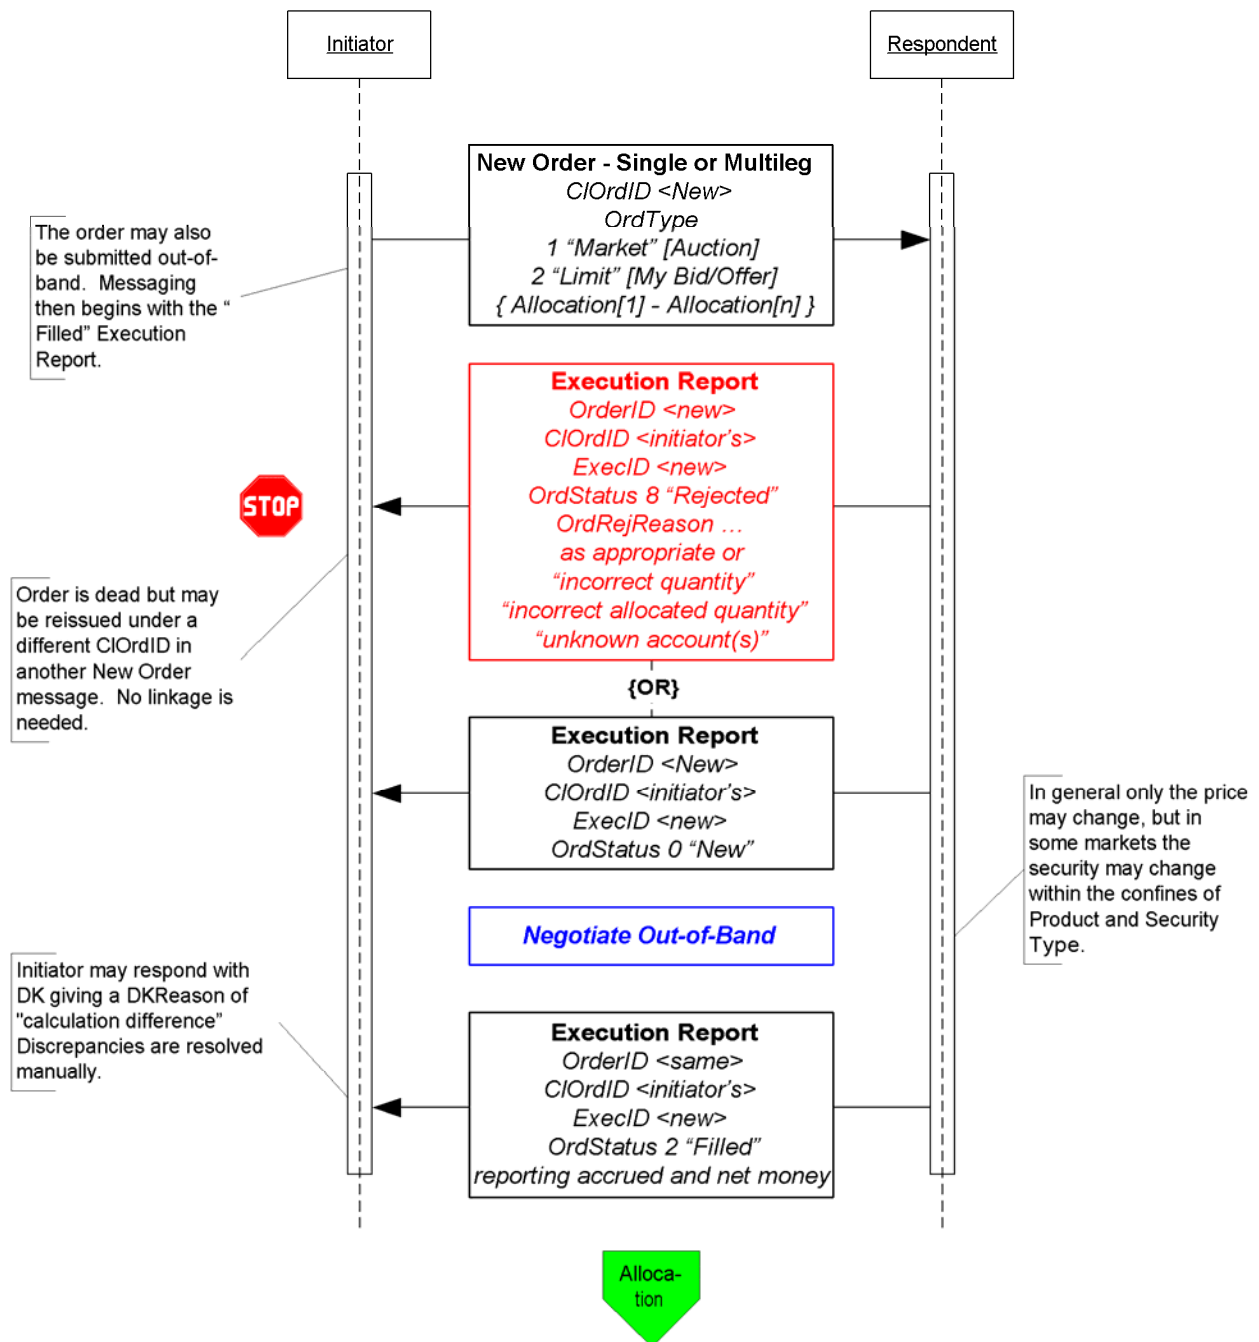 Initiator
Respondent
New Order - Single or Multileg
ClOrdID <New>
OrdType
1 “Market” [Auction]
2 “Limit” [My Bid/Offer]
{ Allocation[1] - Allocation[n] }
The order may also
be submitted out-of-
band.  Messaging
then begins with the “
Filled” Execution
Report.
Execution Report
OrderID <new>
ClOrdID <initiator's>
ExecID <new>
OrdStatus 8 “Rejected”
OrdRejReason …
as appropriate or
“incorrect quantity”
“incorrect allocated quantity”
“unknown account(s)”
STOP
Order is dead but may
be reissued under a
different ClOrdID in
another New Order
message.  No linkage is
needed.
{OR}
Execution Report
OrderID <New>
ClOrdID <initiator's>
ExecID <new>
OrdStatus 0 “New”
In general only the price
may change, but in
some markets the
security may change
within the confines of
Product and Security
Type.
Negotiate Out-of-Band
Initiator may respond with
DK giving a DKReason of
"calculation difference”
Discrepancies are resolved
manually.
Execution Report
OrderID <same>
ClOrdID <initiator's>
ExecID <new>
OrdStatus 2 “Filled”
reporting accrued and net money
Alloca-
tion